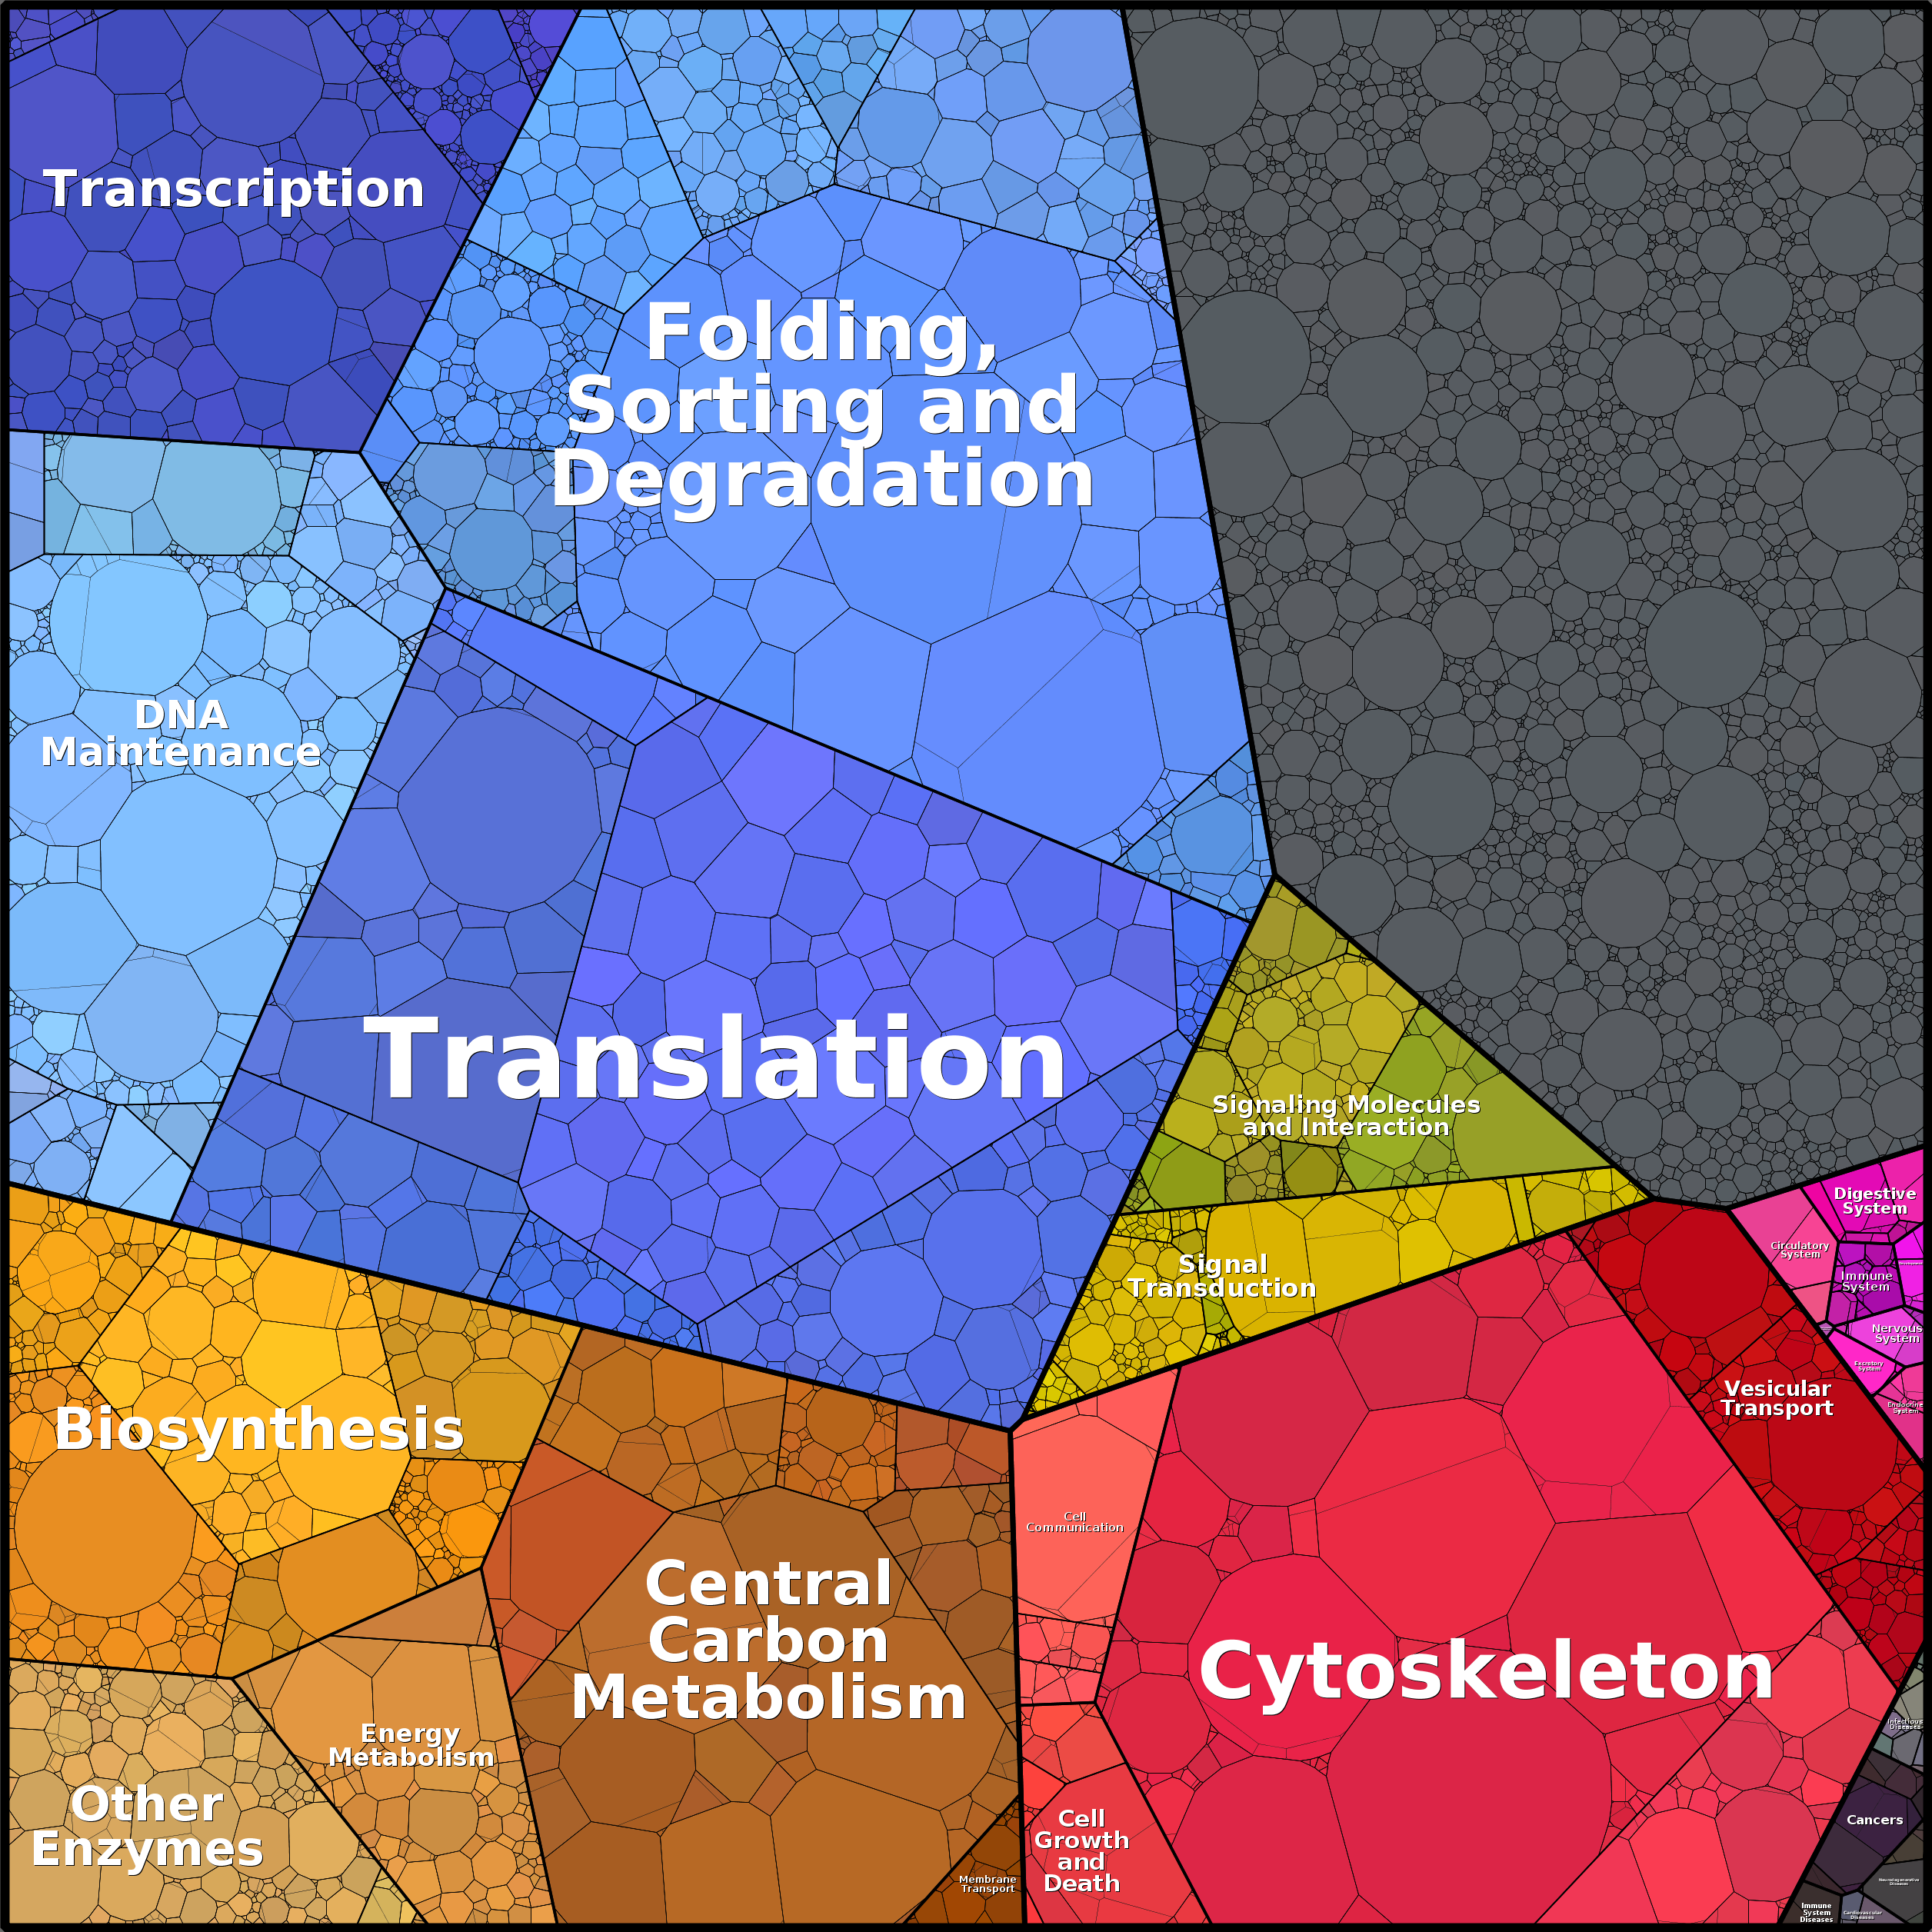 Transcription
Folding,
Sorting and
Degradation
DNA
Maintenance
Translation
Signaling Molecules
and Interaction
Signal
Transduction
Digestive
System
Circulatory
System
Immune
System
Nervous
System
Excretory
System
Endocrine
System
Vesicular
Transport
Biosynthesis
Cell
Communication
Central
Carbon
Metabolism
Cytoskeleton
Energy
Metabolism
Other
Enzymes
Infectious
Diseases
Cancers
Cell
Growth
and
Death
Membrane
Transport
Neurodegenerative
Diseases
Immune
System
Diseases
Cardiovascular
Diseases